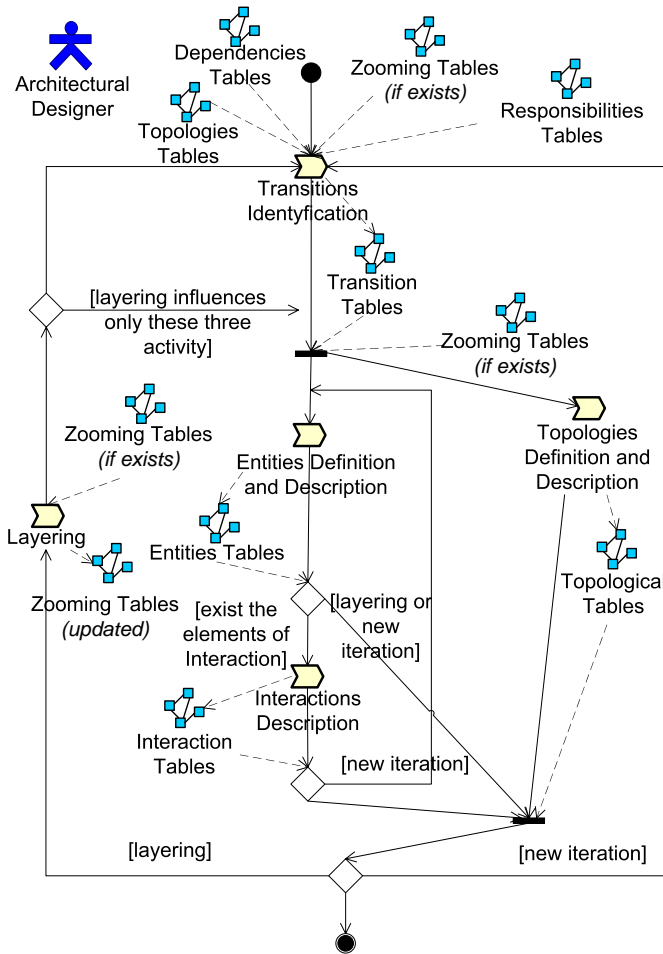 Dependencies
Tables
Zooming Tables
(if exists)
Architectural
Designer
Topologies
Tables
Responsibilities
Tables
Transitions
Identyfication
Transition
Tables
[layering influences
only these three
activity]
Zooming Tables
(if exists)
Zooming Tables
(if exists)
Topologies
Definition and
Description
Entities Definition
and Description
Layering
Entities Tables
Zooming Tables
(updated)
Topological
Tables
[exist the
elements of
Interaction]
[layering or
new
iteration]
Interactions
Description
Interaction
Tables
[new iteration]
[layering]
[new iteration]